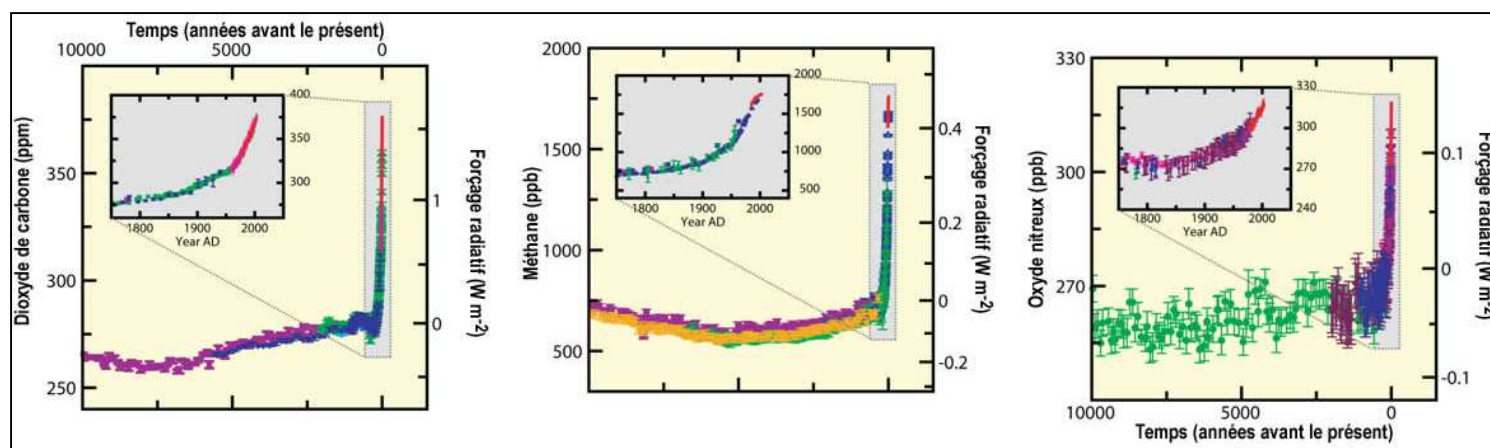 Temps (années avant le présent)
10000 5000 0
Dioxyde de carbone (ppm)
350
300
250
400
300
1800 1900 2000
Year AD
1
0
Forçage radiatif (W m-2)
2000
1500
1000
500
Méthane (ppb)
2000
1500
1000
500
1800 1900 2000
Year AD
0.4
0.2
0
-0.2
Forçage radiatif (W m-2)
330
300
270
240
Oxyde nitreux (ppb)
330
300
270
240
1800 1900 2000
Year AD
0.1
0
-0.1
Forçage radiatif (W m-2)
10000 5000 0
Temps (années avant le présent)